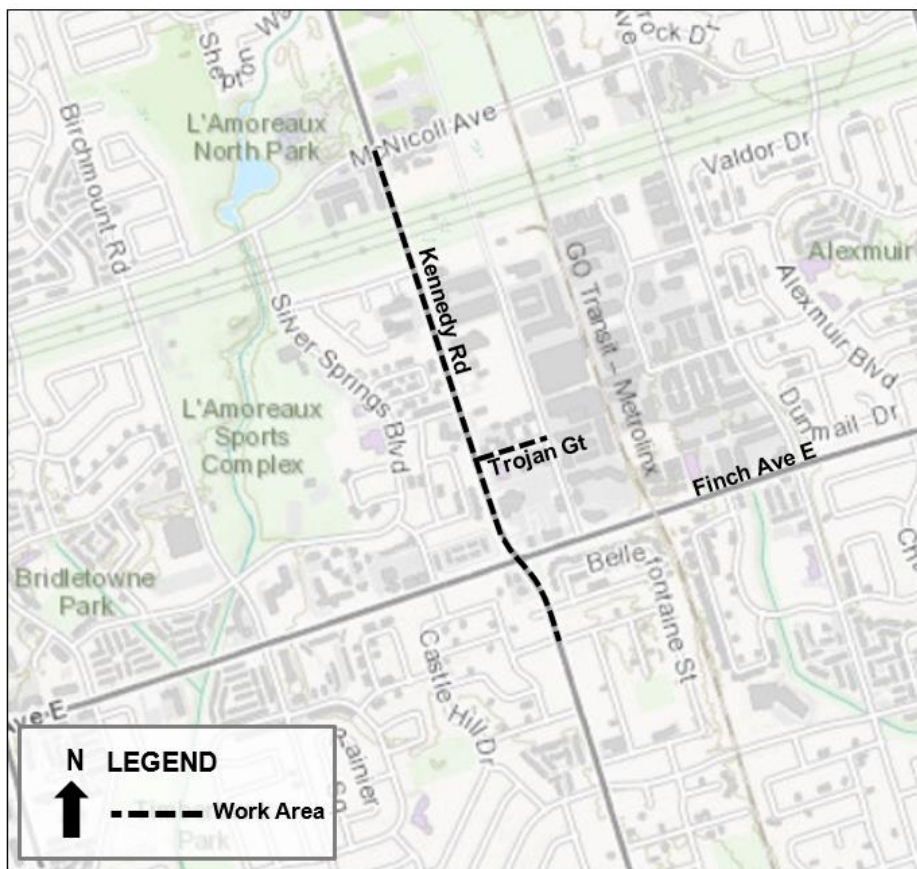 L'Amoreaux
North Park
McNicoll Ave
Birchmount Rd
Valdor Dr
Kennedy Rd
GO Transit – Metrolinx
Alexmuir
Alexmuir Blvd
Silver Springs Blvd
L'Amoreaux
Sports
Complex
Trojan Gt
Finch Ave E
Bridletowne
Park
Bellefontaine St
Castle Hill Dr
Ave E
N LEGEND
Work Area
Park